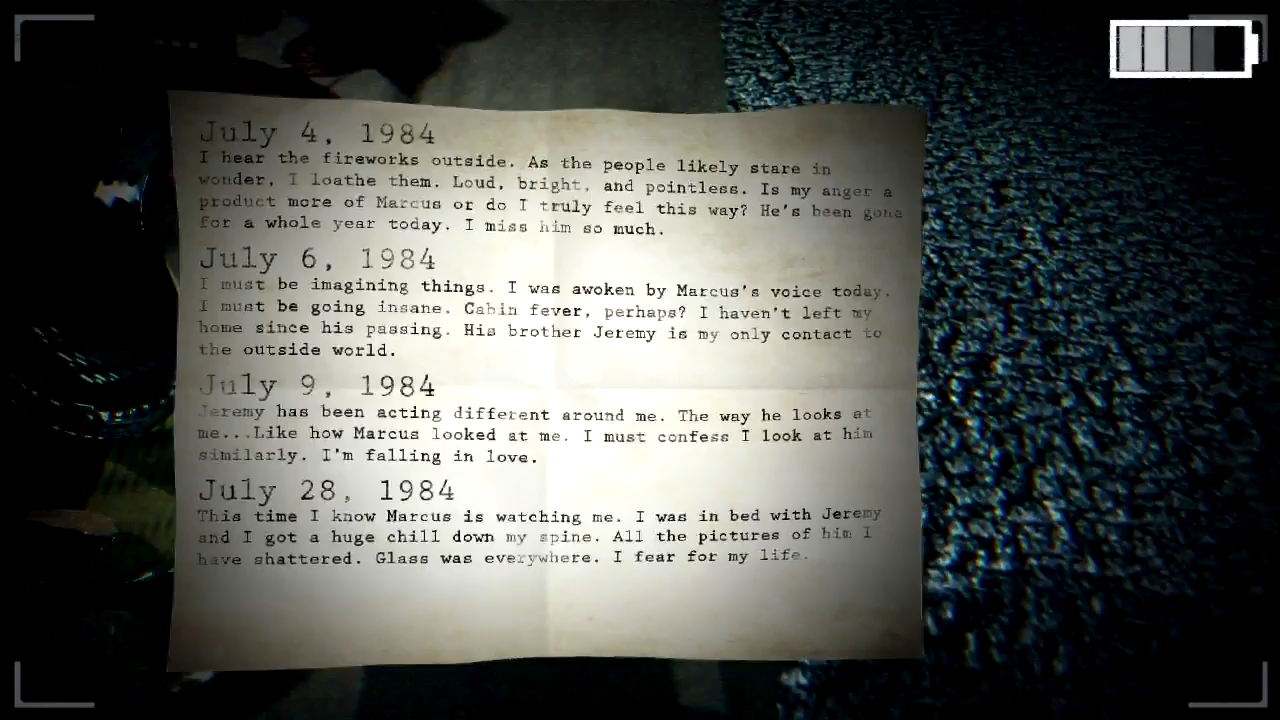 July 4, 1984
I hear the fireworks outside. As the people likely stare in
wonder, I loathe them. Loud, bright, and pointless. Is my anger a
product more of Marcus or do I truly feel this way? He's been gone
for a whole year today. I miss him so much.
July 6, 1984
I must be imagining things. I was awoken by Marcus's voice today.
I must be going insane. Cabin fever, perhaps? I haven't left my
home since his passing. His brother Jeremy is my only contact to
the outside world.
July 9, 1984
Jeremy has been acting different around me. The way he looks at
me...Like how Marcus looked at me. I must confess I look at him
similarly. I'm falling in love.
July 28, 1984
This time I know Marcus is watching me. I was in bed with Jeremy
and I got a huge chill down my spine. All the pictures of him I
have shattered. Glass was everywhere. I fear for my life.